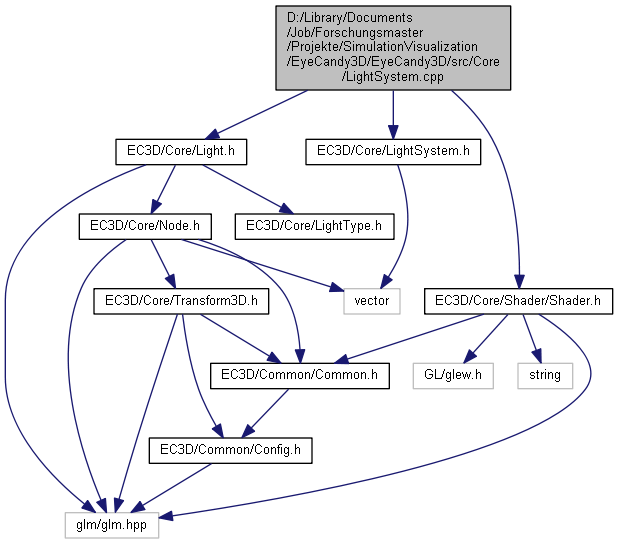 D:/Library/Documents
/Job/Forschungsmaster
/Projekte/SimulationVisualization
/EyeCandy3D/EyeCandy3D/src/Core
/LightSystem.cpp
EC3D/Core/Light.h
EC3D/Core/LightSystem.h
EC3D/Core/Node.h
EC3D/Core/LightType.h
EC3D/Core/Transform3D.h
vector
EC3D/Core/Shader/Shader.h
EC3D/Common/Common.h
GL/glew.h
string
EC3D/Common/Config.h
glm/glm.hpp